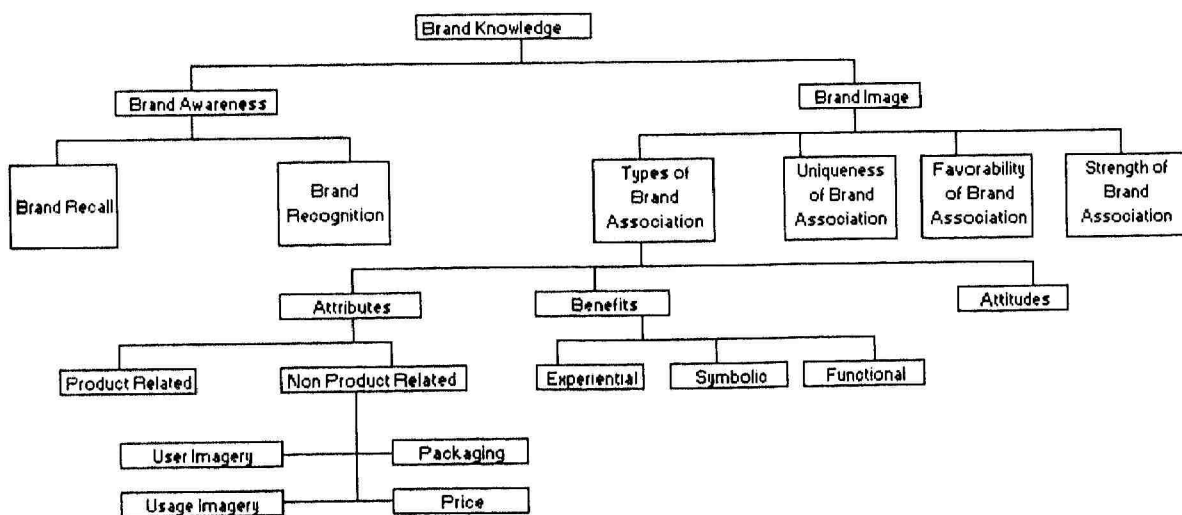 Brand Knowledge
Brand Awareness
Brand Image
Brand Recall
Brand
Recognition
Types of
Brand
Association
Uniqueness
of Brand
Association
Favorability
of Brand
Association
Strength of
Brand
Association
Attributes
Benefits
Attitudes
Product Related
Non Product Related
Experiential
Symbolic
Functional
User Imagery
Packaging
Usage Imagery
Price